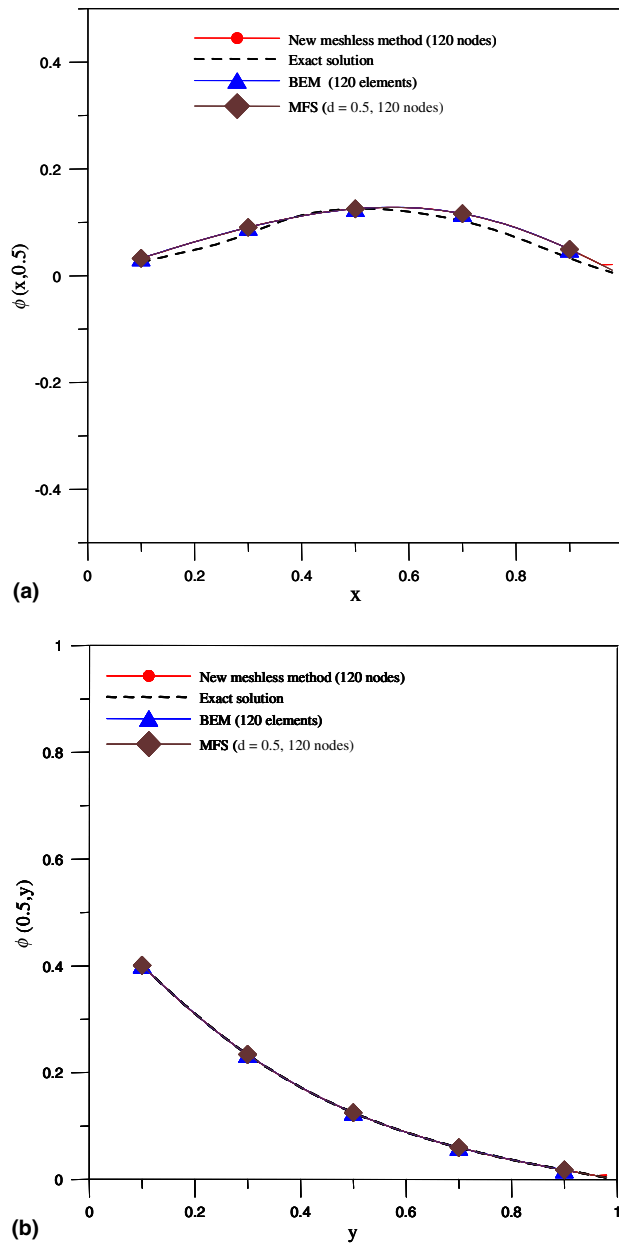 New meshless method (120 nodes)
Exact solution
BEM (120 elements)
MFS (d = 0.5, 120 nodes)
0.4
0.2
0
-0.2
-0.4
ϕ (x,0.5)
0
0.2
0.4
0.6
0.8
x
(a)
New meshless method (120 nodes)
Exact solution
BEM (120 elements)
MFS (d = 0.5, 120 nodes)
1
0.8
0.6
0.4
0.2
0
ϕ (0.5,y)
0
0.2
0.4
0.6
0.8
1
y
(b)